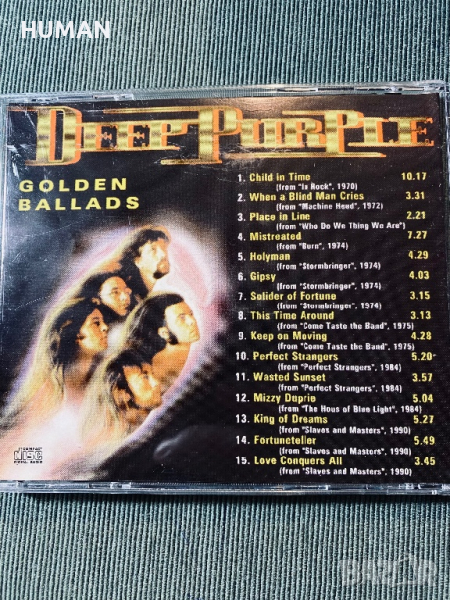 HUMAN
DEEP PURPLE
GOLDEN
BALLADS
1. Child in Time 10.17
(from "In Rock", 1970)
2. When a Blind Man Cries 3.31
(from "Machine Head", 1972)
3. Place in Line 2.21
(from "Who Do We Thing We Are")
4. Mistreated 7.27
(from "Burn", 1974)
5. Holyman 4.29
(from "Stormbringer", 1974)
6. Gipsy 4.03
(from "Stormbringer", 1974)
7. Solider of Fortune 3.15
(from "Stormbringer", 1974)
8. This Time Around 3.13
(from "Come Taste the Band", 1975)
9. Keep on Moving 4.28
(from "Come Taste the Band", 1975)
10. Perfect Strangers 5.20
(from "Perfect Strangers", 1984)
11. Wasted Sunset 3.57
(from "Perfect Strangers", 1984)
12. Mizzy Duprie 5.04
(from "The Hous of Blue Light", 1984)
13. King of Dreams 5.27
(from "Slaves and Masters", 1990)
14. Fortuneteller 5.49
(from "Slaves and Masters", 1990)
15. Love Conquers All 3.45
(from "Slaves and Masters", 1990)
DISC
BAZAR